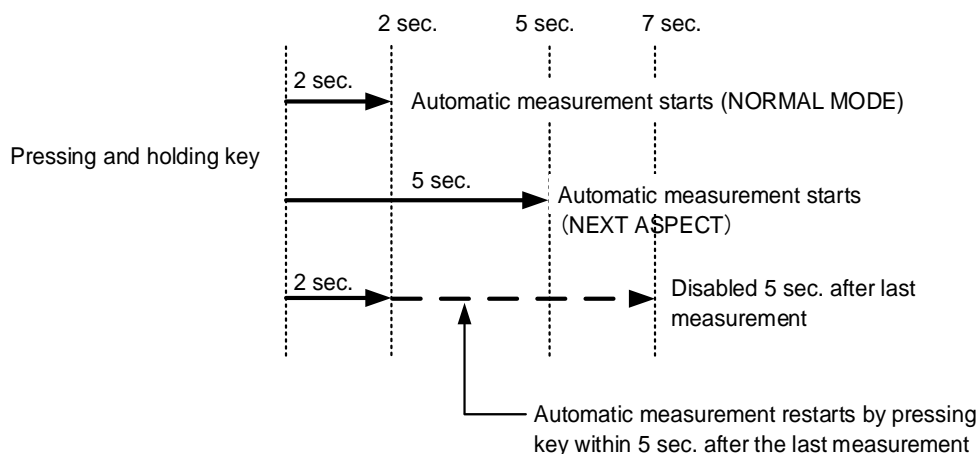 2 sec.
5 sec.
7 sec.
2 sec.
Automatic measurement starts (NORMAL MODE)
Pressing and holding key
5 sec.
Automatic measurement starts
（NEXT ASPECT）
2 sec.
Disabled 5 sec. after last
measurement
Automatic measurement restarts by pressing
key within 5 sec. after the last measurement